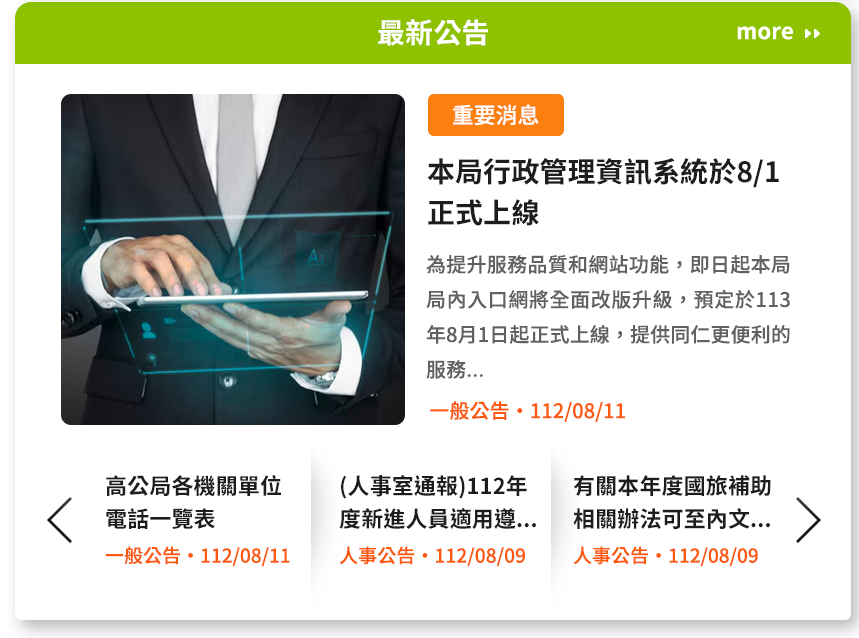 最新公告
more
重要消息
本局行政管理資訊系統於8/1
正式上線
為提升服務品質和網站功能，即日起本局
局內入口網將全面改版升級，預定於113
年8月1日起正式上線，提供同仁更便利的
服務...
一般公告・112/08/11
高公局各機關單位
電話一覽表
一般公告・112/08/11
(人事室通報)112年
度新進人員適用遵...
人事公告・112/08/09
有關本年度國旅補助
相關辦法可至內文...
人事公告・112/08/09